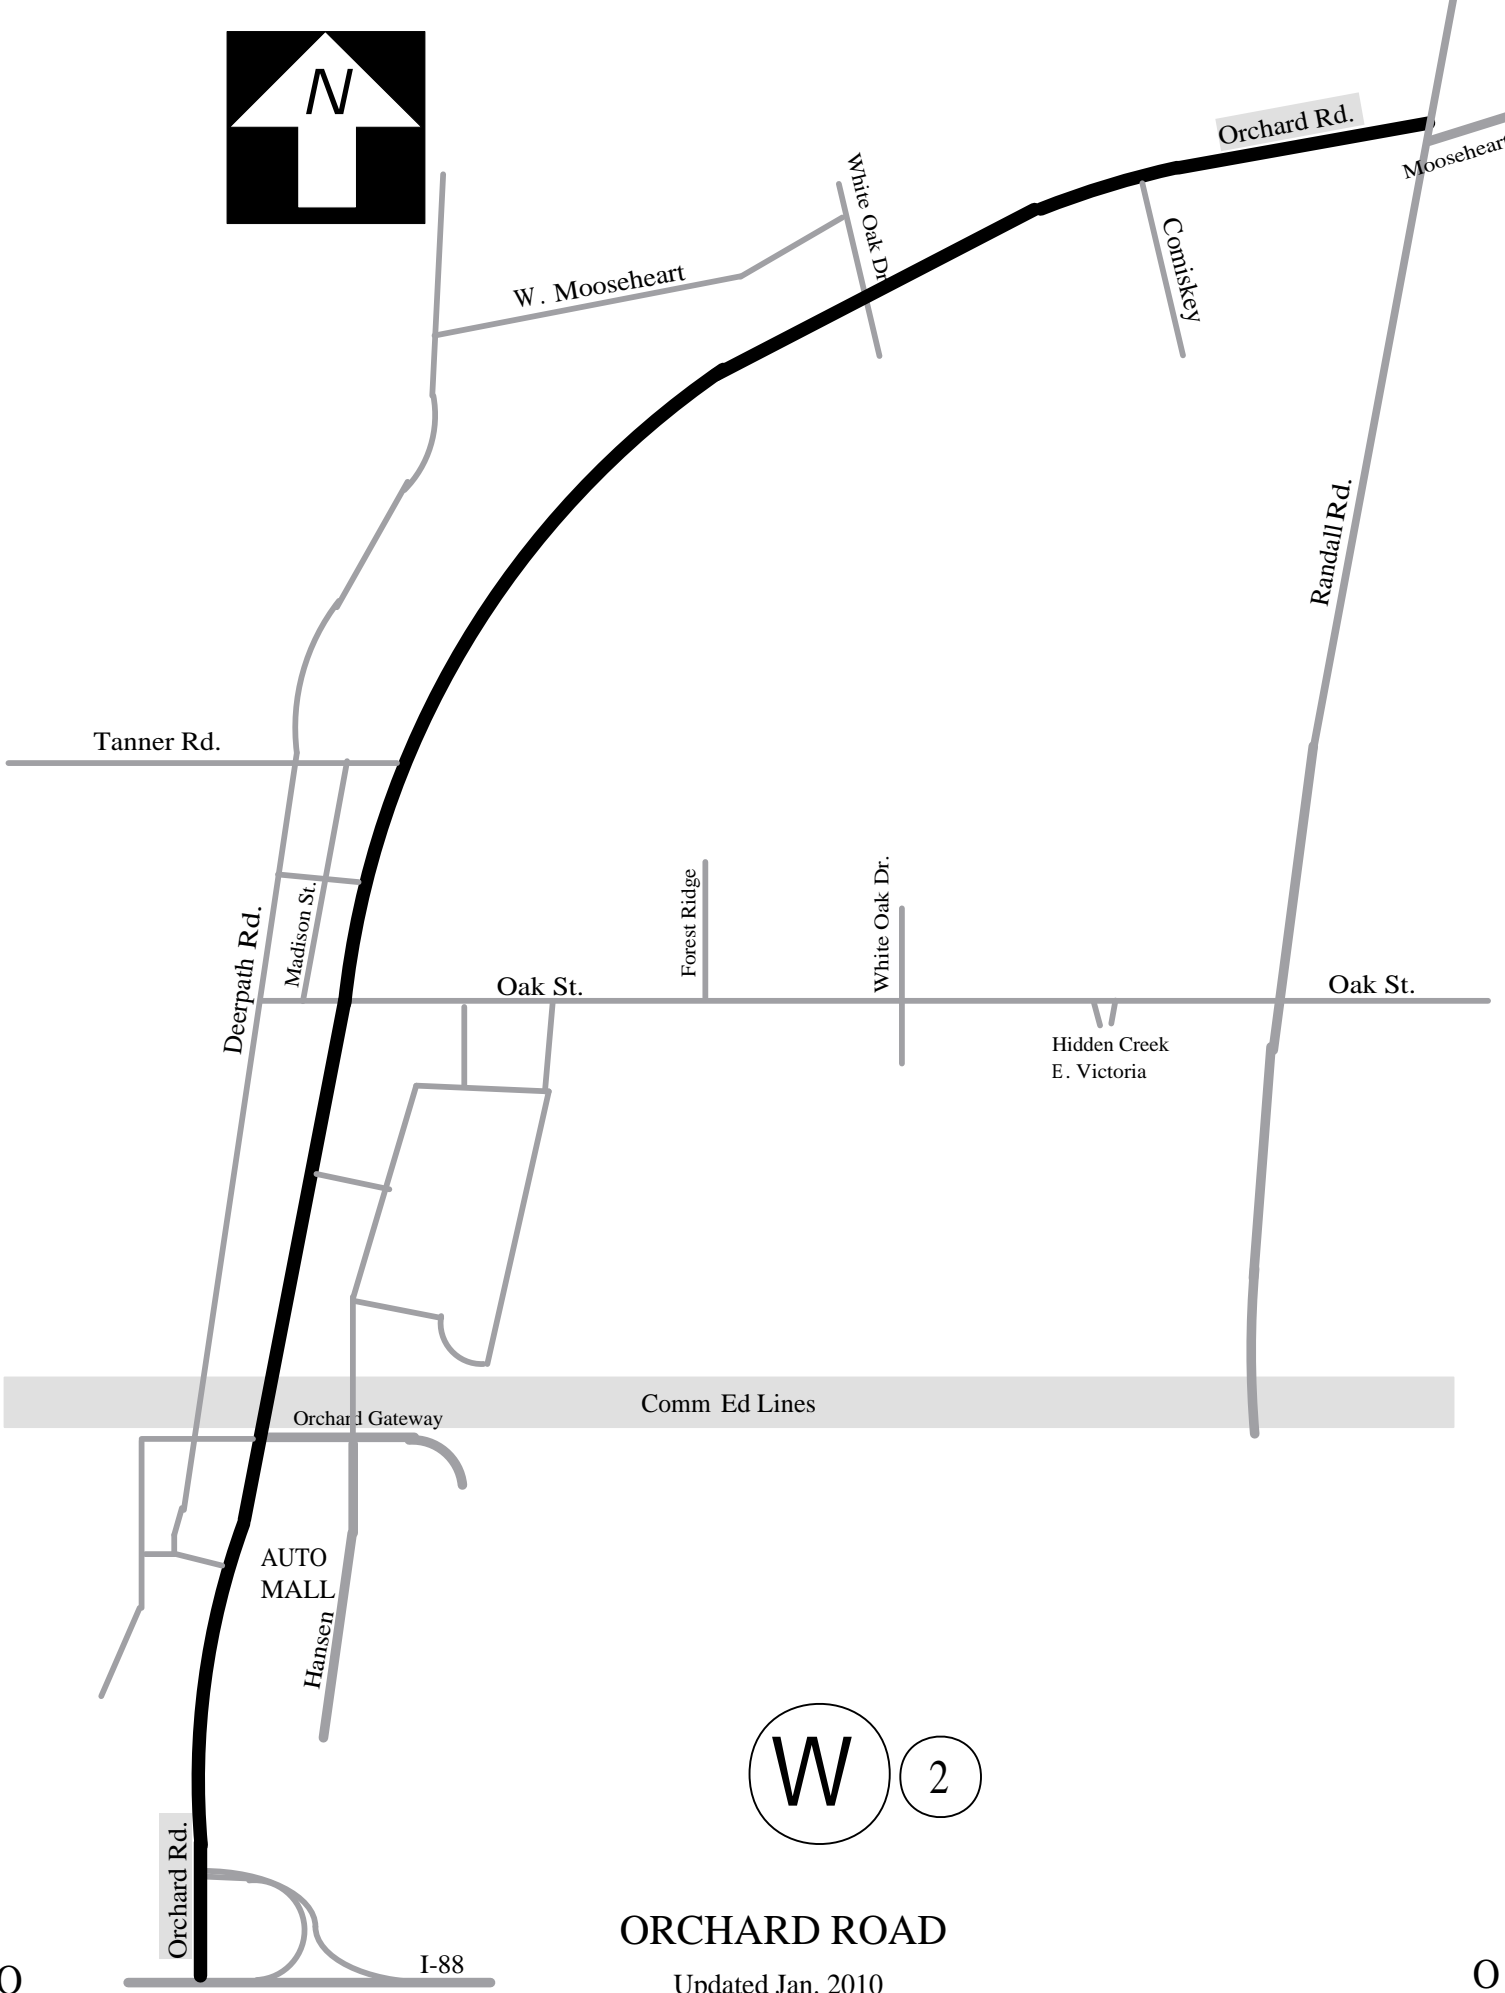 N
Orchard Rd.
Mooseheart
White Oak Dr.
Comiskey
W. Mooseheart
Randall Rd.
Tanner Rd.
Forest Ridge
White Oak Dr.
Madison St.
Deerpath Rd.
Oak St.
Oak St.
Hidden Creek
E. Victoria
Comm Ed Lines
Orchard Gateway
AUTO
MALL
Hansen
W
2
Orchard Rd.
ORCHARD ROAD
I-88
Updated Jan. 2010
O
O